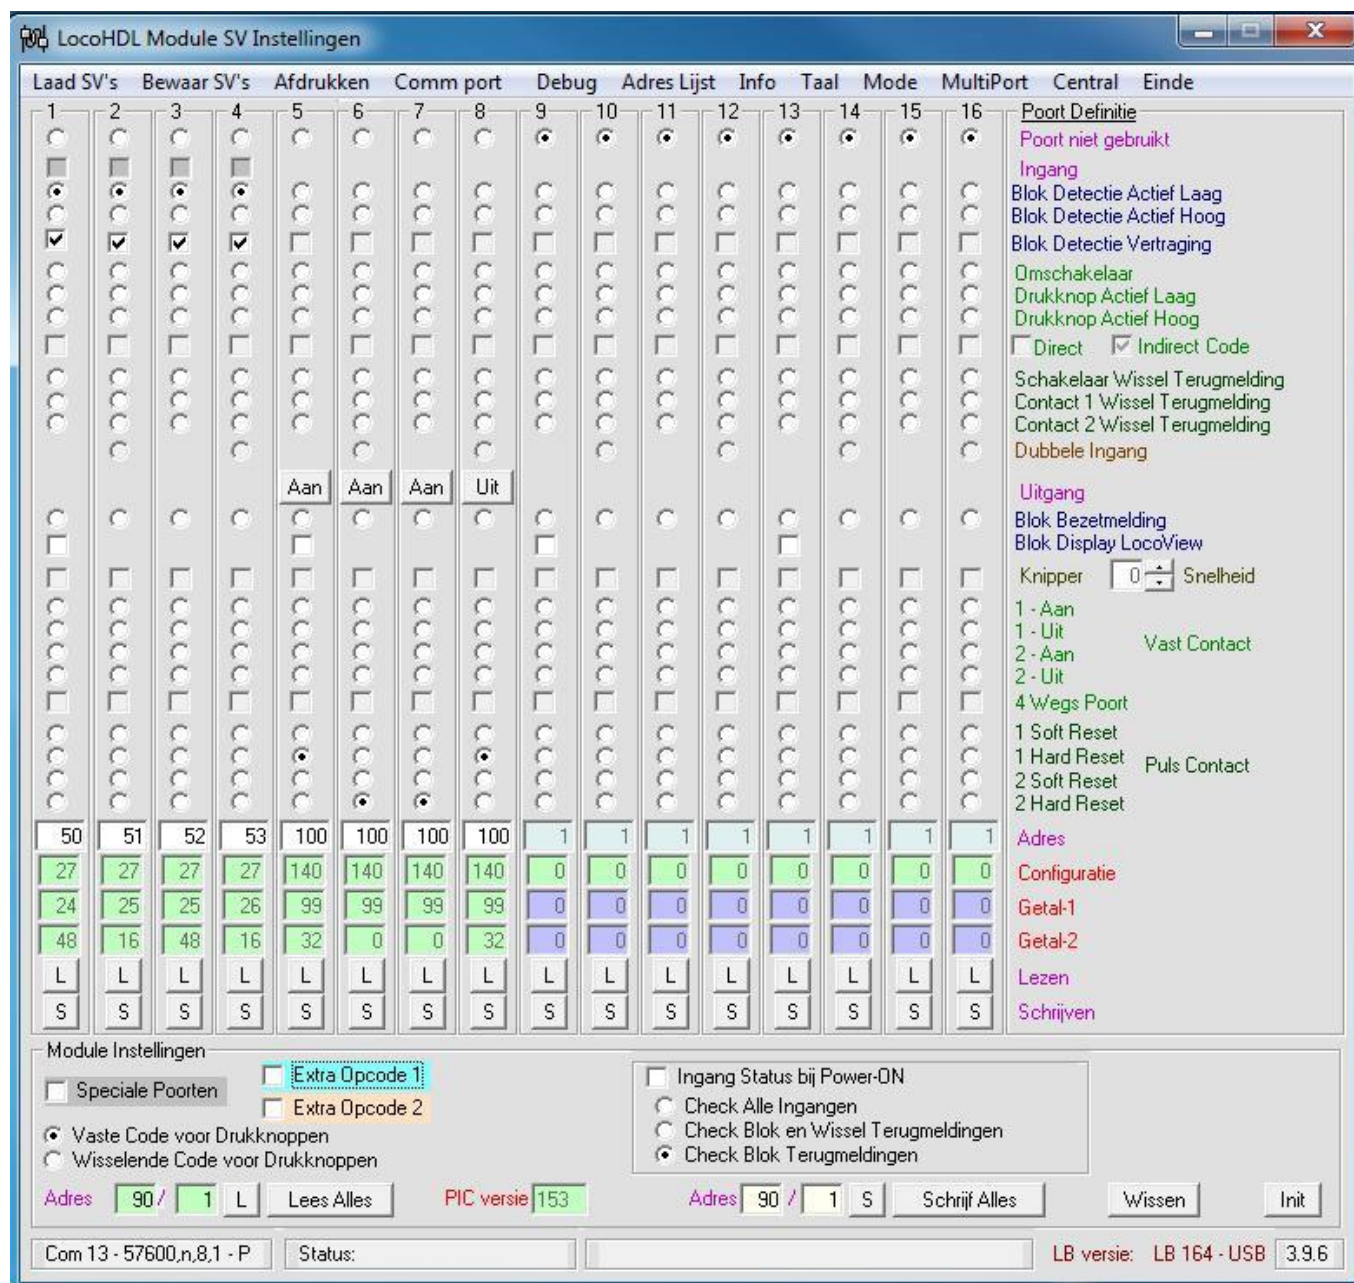 LocoHDL Module SV Instellingen
Laad SV's Bewaar SV's Afdrukken Comm port Debug Adres Lijst Info Taal Mode MultiPort Central Einde
1 2 3 4 5 6 7 8 9 10 11 12 13 14 15 16 Poort Definitie
Poort niet gebruikt
Ingang
Blok Detectie Actief Laag
Blok Detectie Actief Hoog
Blok Detectie Vertraging
Omschakelaar
Drukknop Actief Laag
Drukknop Actief Hoog
Direct Indirect Code
Schakelaar Wissel Terugmelding
Contact 1 Wissel Terugmelding
Contact 2 Wissel Terugmelding
Dubbele Ingang
Aan Aan Aan Uit
Uitgang
Blok Bezetmelding
Blok Display LocoView
Knipper 0 Snelheid
1 - Aan
1 - Uit
2 - Aan
2 - Uit
Vast Contact
4 Wegs Poort
1 Soft Reset
1 Hard Reset
2 Soft Reset
2 Hard Reset
Puls Contact
50 51 52 53 100 100 100 100 1 1 1 1 1 1 1 1 Adres
27 27 27 27 140 140 140 140 0 0 0 0 0 0 0 0 Configuratie
24 25 25 26 99 99 99 99 0 0 0 0 0 0 0 0 Getal-1
48 16 48 16 32 0 0 32 0 0 0 0 0 0 0 0 Getal-2
L L L L L L L L L L L L L L L L Lezen
S S S S S S S S S S S S S S S S Schrijven
Module Instellingen
Speciale Poorten
Extra Opcode 1
Extra Opcode 2
Vaste Code voor Drukknoppen
Wisselende Code voor Drukknoppen
Ingang Status bij Power-ON
Check Alle Ingangen
Check Blok en Wissel Terugmeldingen
Check Blok Terugmeldingen
Adres 90 / 1 L Lees Alles PIC versie 153 Adres 90 / 1 S Schrijf Alles Wissen Init
Com 13 - 57600,n,8,1 - P Status: LB versie: LB 164 - USB 3.9.6